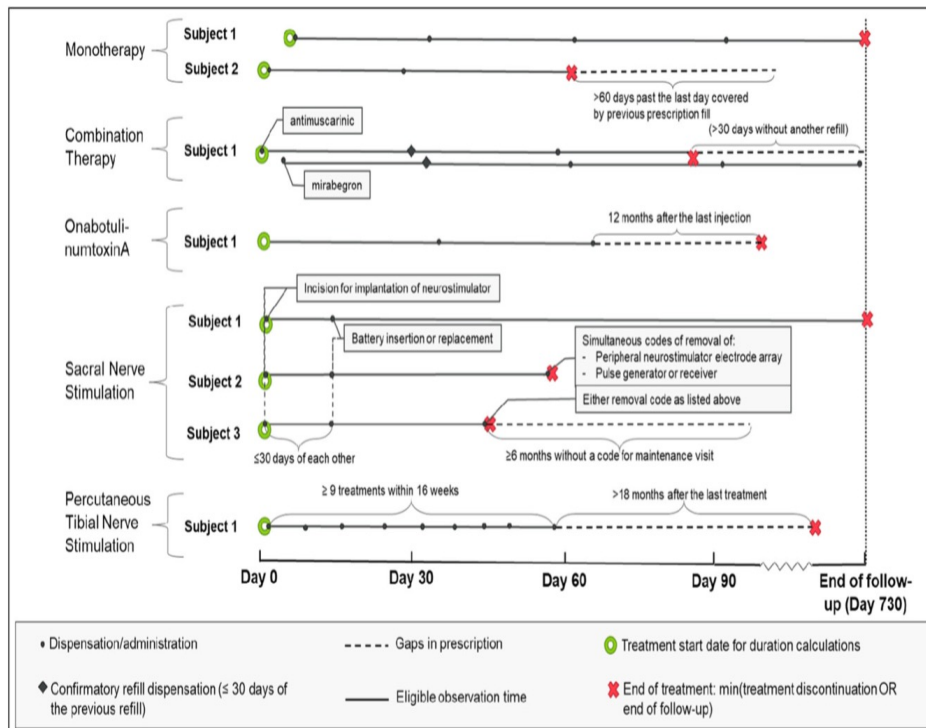 Monotherapy
Subject 1
Subject 2
>60 days past the last day covered
by previous prescription fill
Combination
Therapy
antimuscarinic
Subject 1
(>30 days without another refill)
mirabegron
Onabotuli-
numtoxinA
Subject 1
12 months after the last injection
Sacral Nerve
Stimulation
Incision for implantation of neurostimulator
Subject 1
Battery insertion or replacement
Simultaneous codes of removal of:
- Peripheral neurostimulator electrode array
- Pulse generator or receiver
Subject 2
Either removal code as listed above
Subject 3
≤30 days of each other
≥6 months without a code for maintenance visit
Percutaneous
Tibial Nerve
Stimulation
≥ 9 treatments within 16 weeks
>18 months after the last treatment
Subject 1
Day 0
Day 30
Day 60
Day 90
End of follow-
up (Day 730)
Dispensation/administration
Gaps in prescription
Treatment start date for duration calculations
Confirmatory refill dispensation (≤ 30 days of
the previous refill)
Eligible observation time
End of treatment: min(treatment discontinuation OR
end of follow-up)